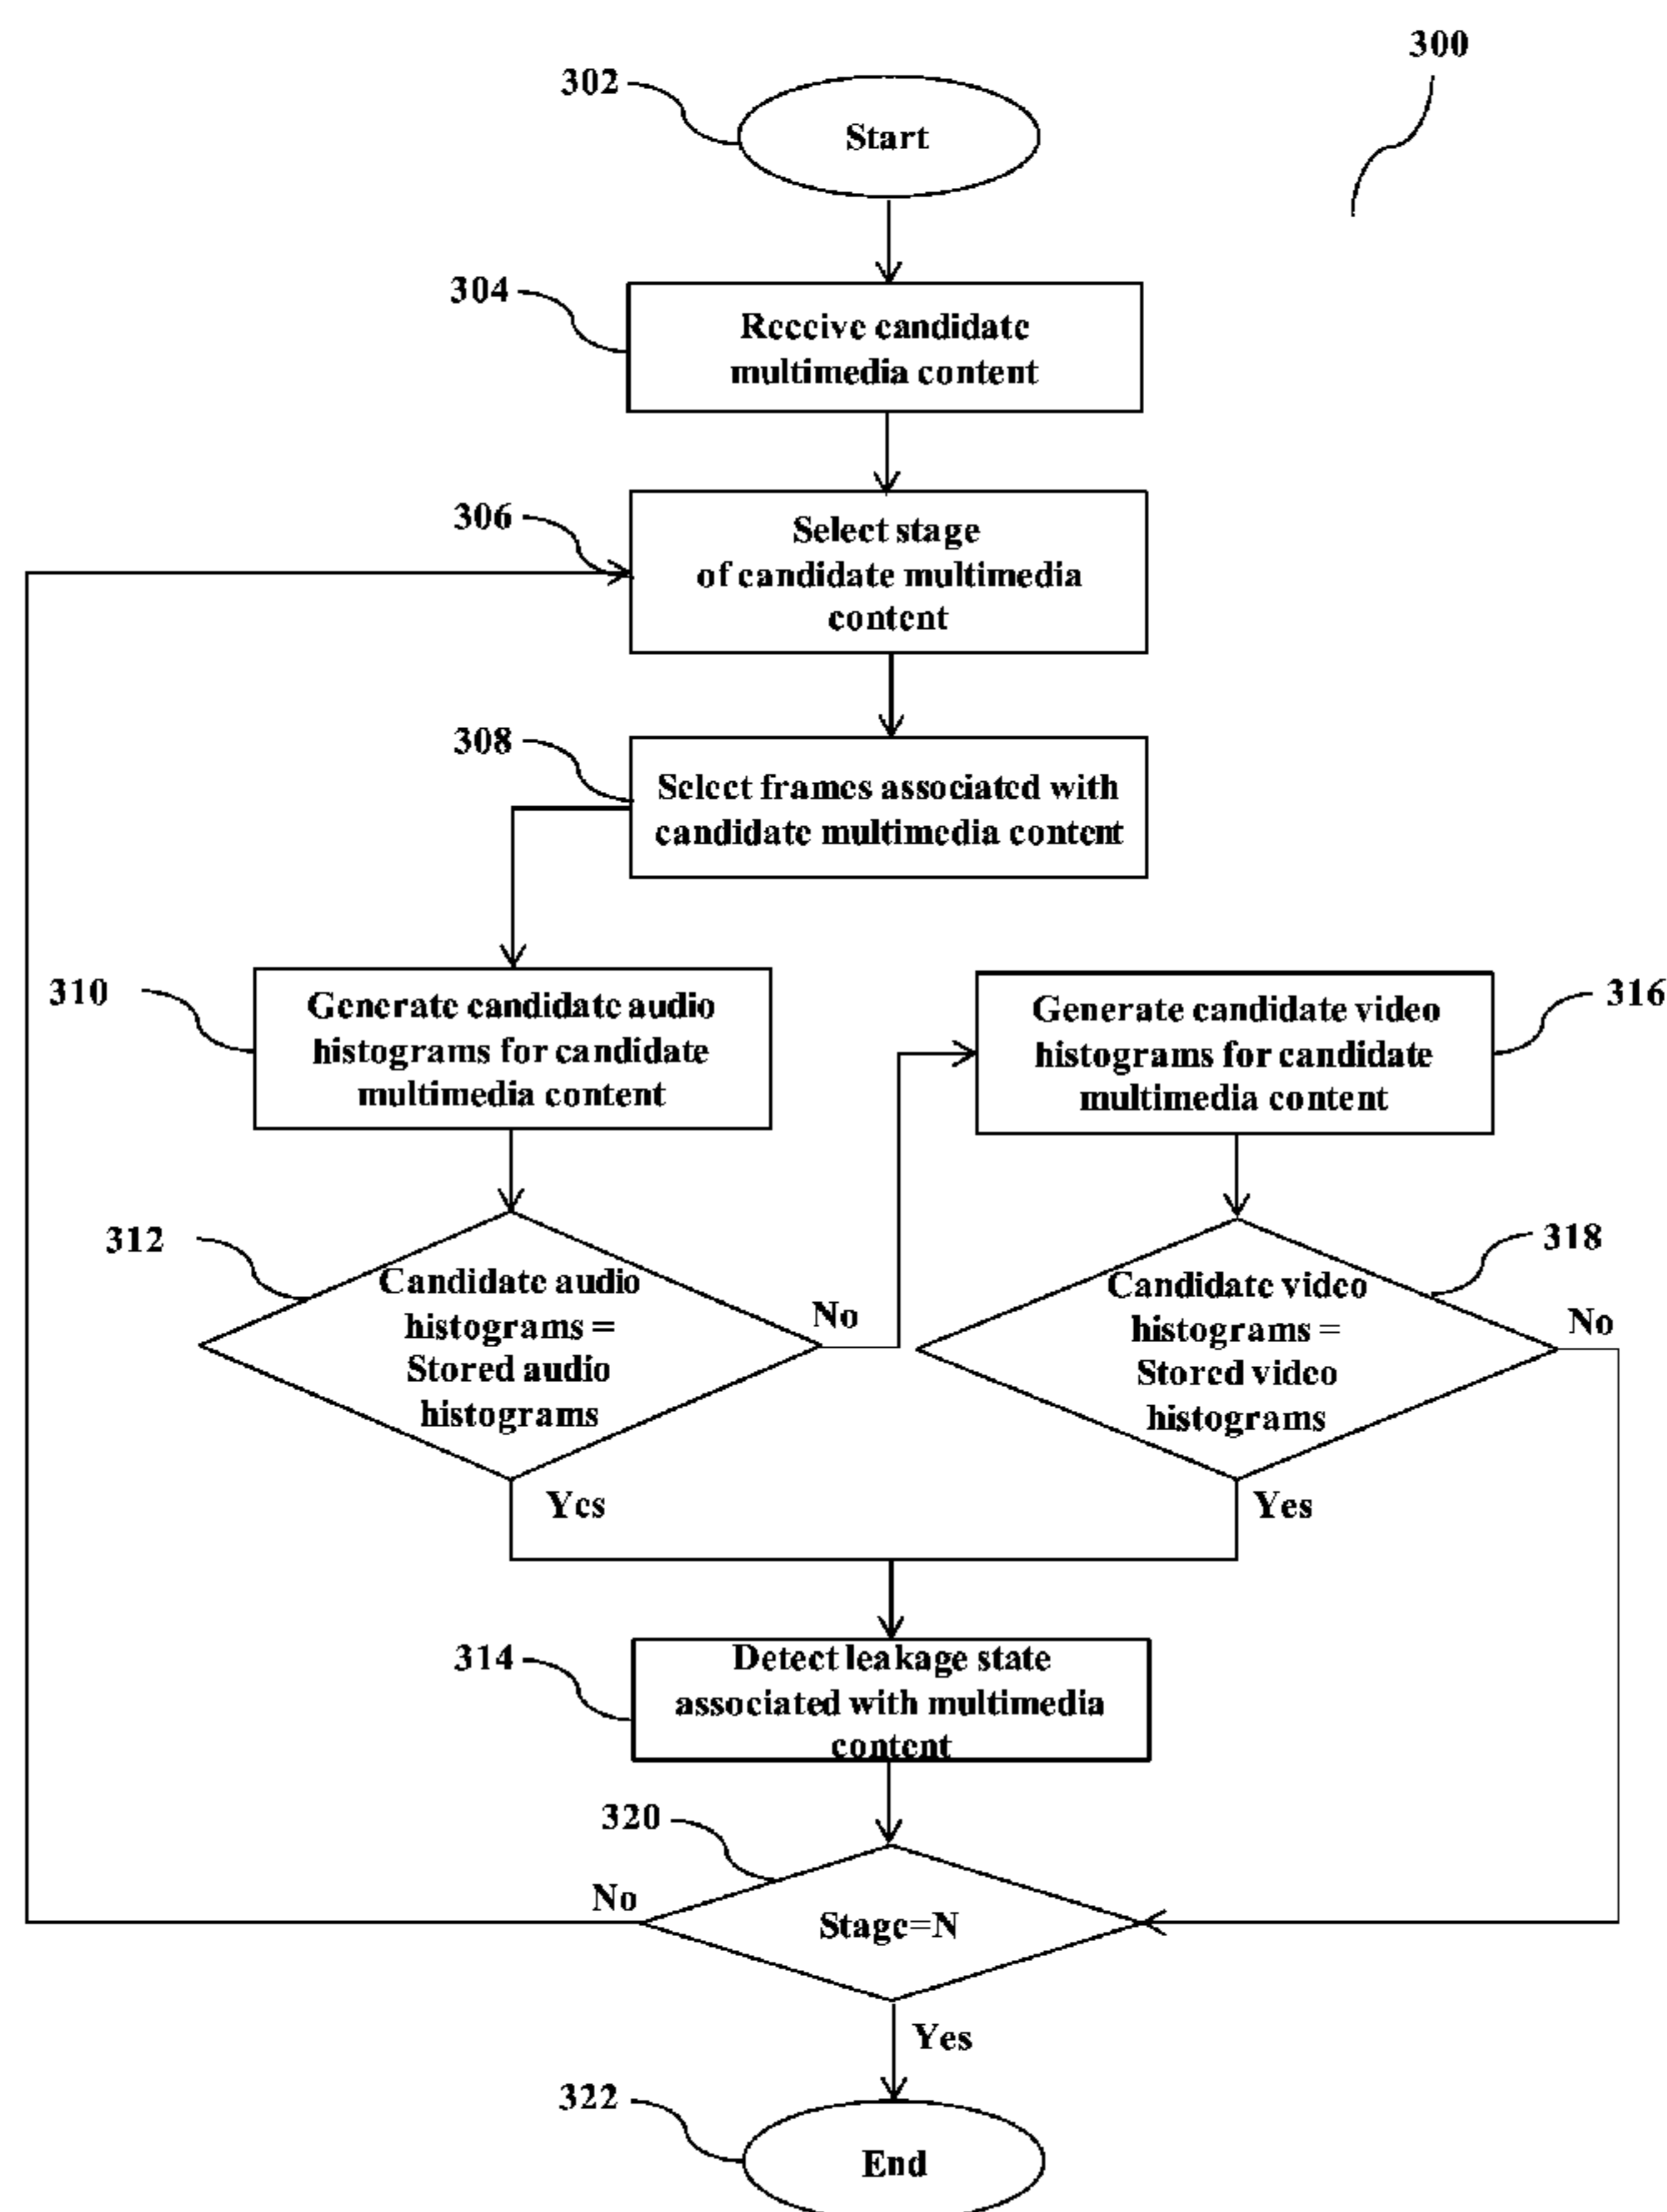 300
302
Start
304
Receive candidate
multimedia content
306
Select stage
of candidate multimedia
content
308
Select frames associated with
candidate multimedia content
310
Generate candidate audio
histograms for candidate
multimedia content
316
Generate candidate video
histograms for candidate
multimedia content
312
Candidate audio
histograms =
Stored audio
histograms
No
318
Candidate video
histograms =
Stored video
histograms
No
Yes
Yes
314
Detect leakage state
associated with multimedia
content
320
No
Stage=N
Yes
322
End